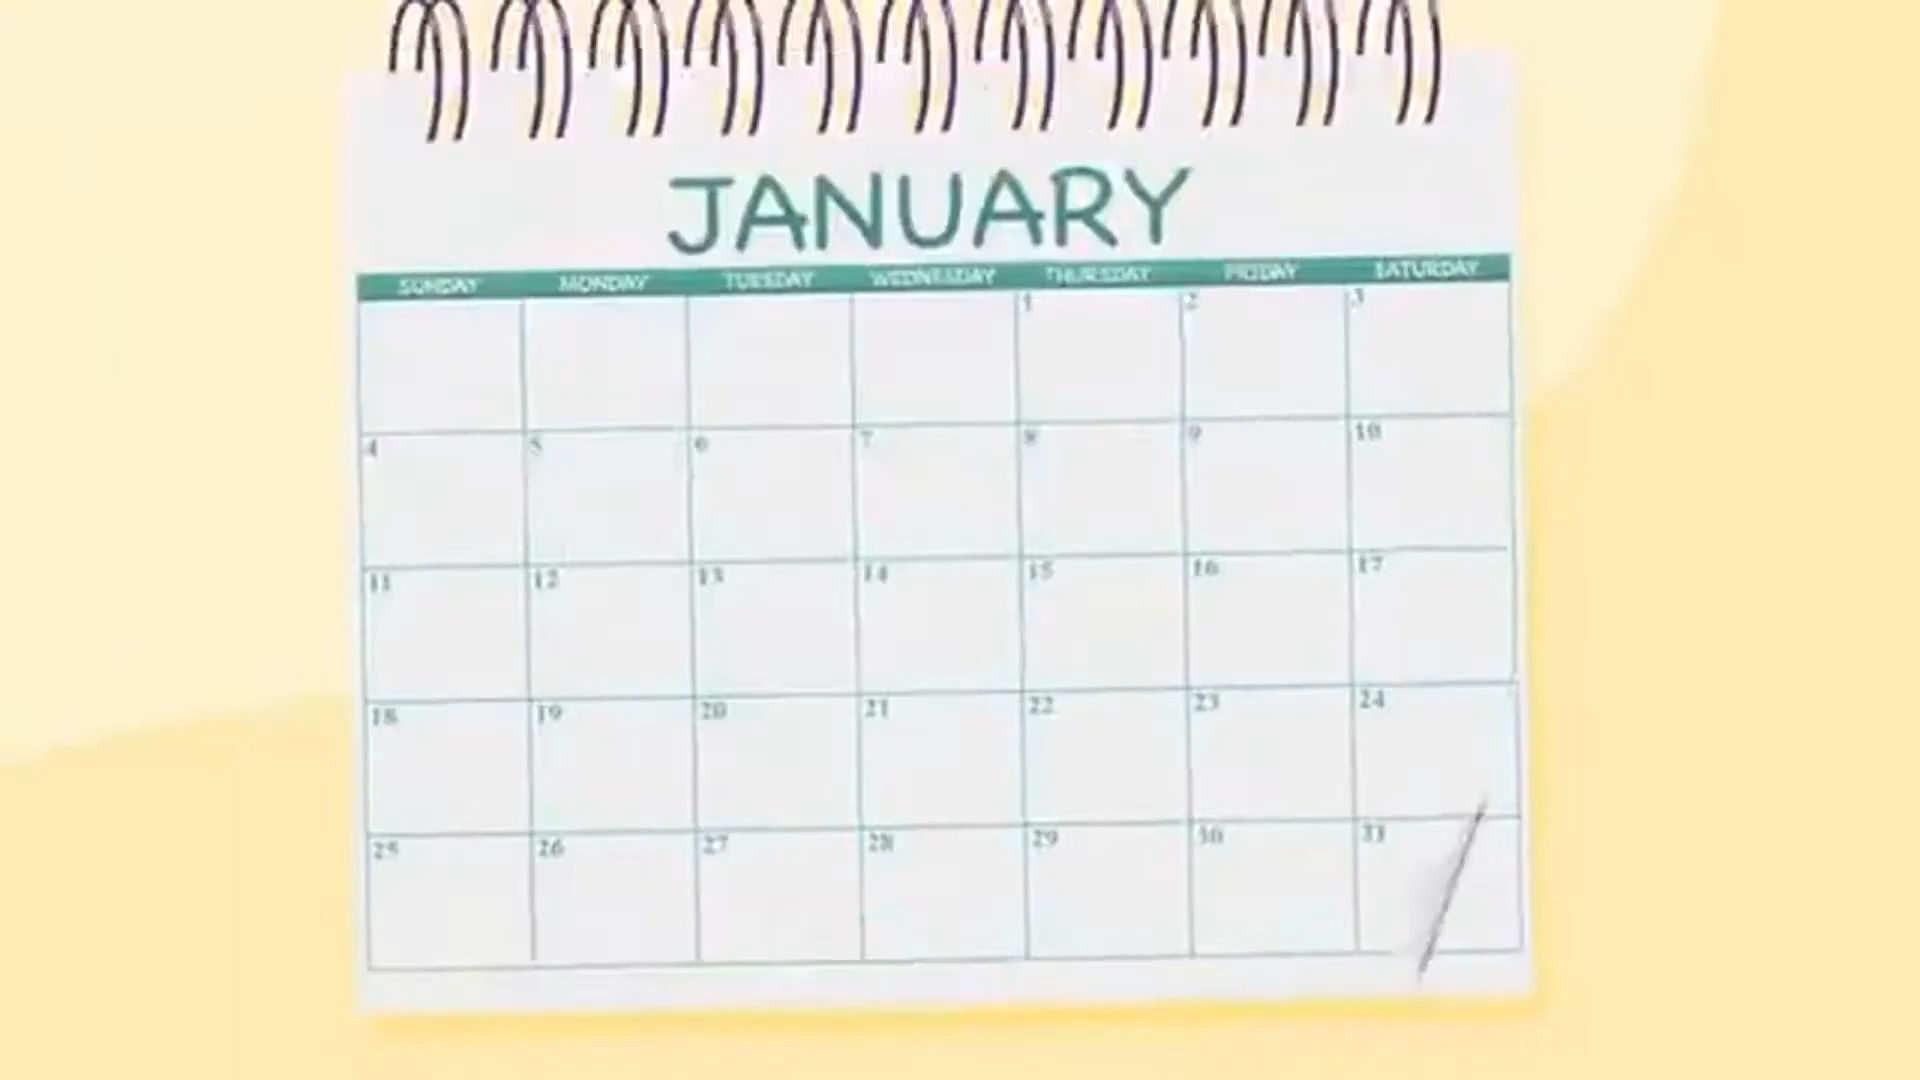 JANUARY
SUNDAY MONDAY TUESDAY WEDNESDAY THURSDAY FRIDAY SATURDAY
1 2 3
4 5 6 7 8 9 10
11 12 13 14 15 16 17
18 19 20 21 22 23 24
25 26 27 28 29 30 31